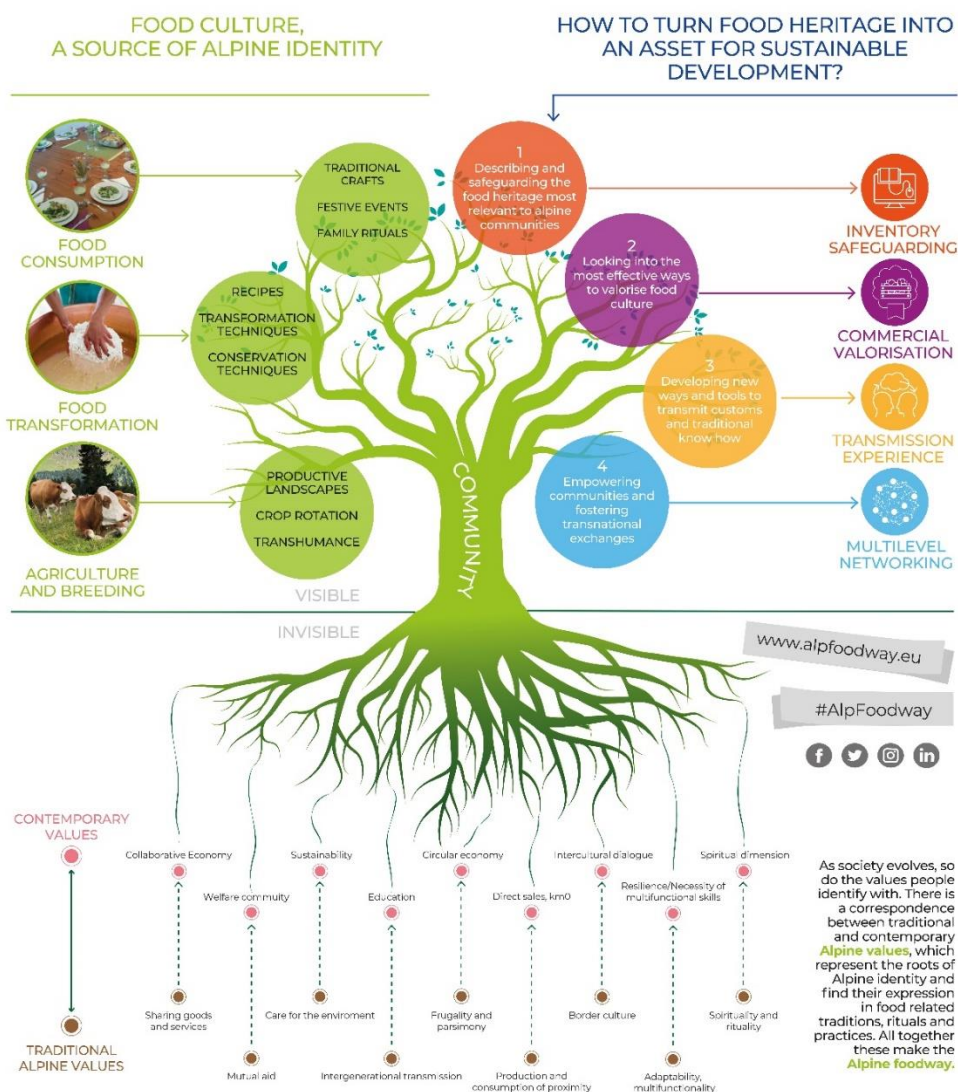 FOOD CULTURE,
A SOURCE OF ALPINE IDENTITY
HOW TO TURN FOOD HERITAGE INTO
AN ASSET FOR SUSTAINABLE
DEVELOPMENT?
FOOD
CONSUMPTION
TRADITIONAL
CRAFTS
FESTIVE EVENTS
FAMILY RITUALS
FOOD
TRANSFORMATION
RECIPES
TRANSFORMATION
TECHNIQUES
CONSERVATION
TECHNIQUES
AGRICULTURE
AND BREEDING
PRODUCTIVE
LANDSCAPES
CROP ROTATION
TRANSHUMANCE
COMMUNITY
1
Describing and
safeguarding the
food heritage most
relevant to alpine
communities
INVENTORY
SAFEGUARDING
2
Looking into the
most effective ways
to valorise food
culture
COMMERCIAL
VALORISATION
3
Developing new
ways and tools to
transmit customs
and traditional
know how
TRANSMISSION
EXPERIENCE
4
Empowering
communities and
fostering
transnational
exchanges
MULTILEVEL
NETWORKING
VISIBLE
INVISIBLE
www.alpfoodway.eu
#AlpFoodway
CONTEMPORARY
VALUES
TRADITIONAL
ALPINE VALUES
Collaborative Economy
Sharing goods
and services
Welfare commuity
Mutual aid
Sustainability
Care for the enviroment
Education
Intergenerational transmission
Circular economy
Frugality and
parsimony
Direct sales, km0
Production and
consumption of proximity
Intercultural dialogue
Border culture
Resilience/Necessity of
multifunctional skills
Adaptability,
multifunctionality
Spiritual dimension
Spirituality and
rituality
As society evolves, so
do the values people
identify with. There is
a correspondence
between traditional
and contemporary
Alpine values, which
represent the roots of
Alpine identity and
find their expression
in food related
traditions, rituals and
practices. All together
these make the
Alpine foodway.